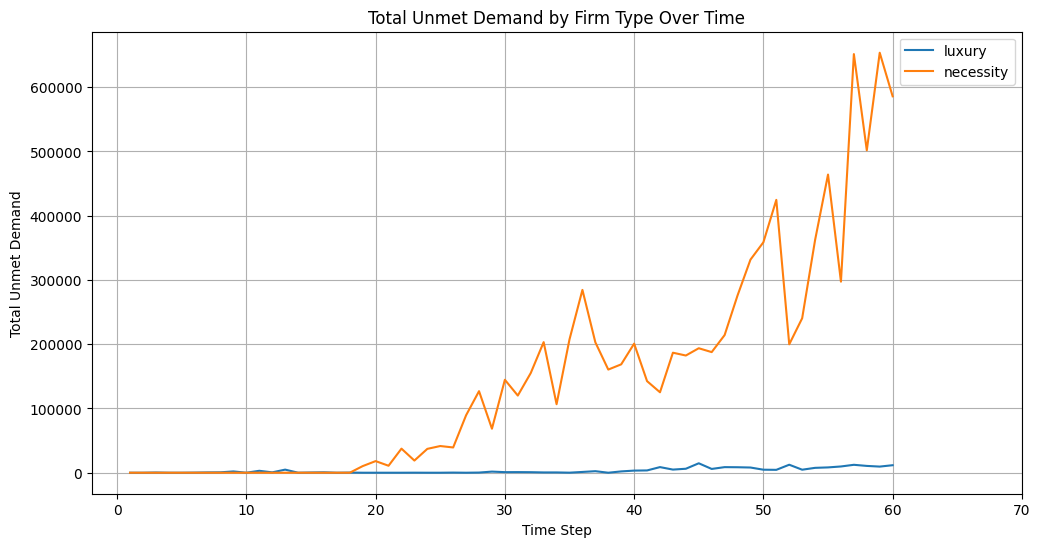 Total Unmet Demand by Firm Type Over Time
luxury
necessity
Total Unmet Demand
600000
500000
400000
300000
200000
100000
0
0 10 20 30 40 50 60 70
Time Step